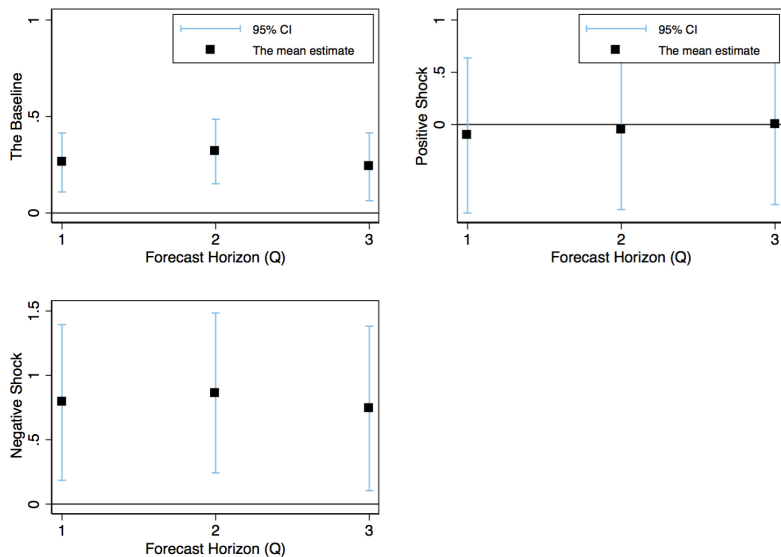 95% CI
The mean estimate
The Baseline
1
.5
0
1
2
3
Forecast Horizon (Q)
95% CI
The mean estimate
Positive Shock
1
.5
0
1
2
3
Forecast Horizon (Q)
Negative Shock
1.5
1
.5
0
1
2
3
Forecast Horizon (Q)